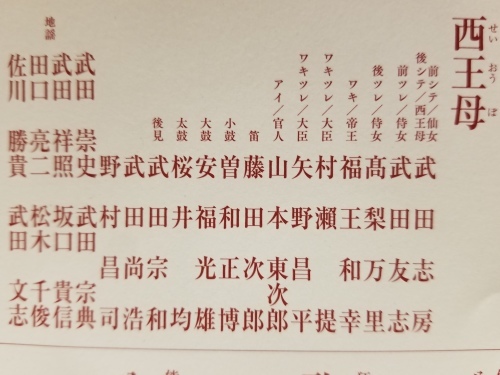 西王母
せいおうぼ
前シテ/仙女
後シテ/西王母 武田志房
前ツレ/侍女 武田友志
後ツレ/侍女 髙梨万里
ワキ/帝王 福王和幸
ワキツレ/大臣 村瀬提
ワキツレ/大臣 矢野昌平
アイ/官人 山本東次郎
笛 藤田次郎
小鼓 曽和正博
大鼓 安福光雄
太鼓 桜井均
後見 武田宗和
武田尚浩
野村昌司
地謡
武田崇史 武田宗典
武田祥照 坂口貴信
田口亮二 松木千俊
佐川勝貴 武田文志